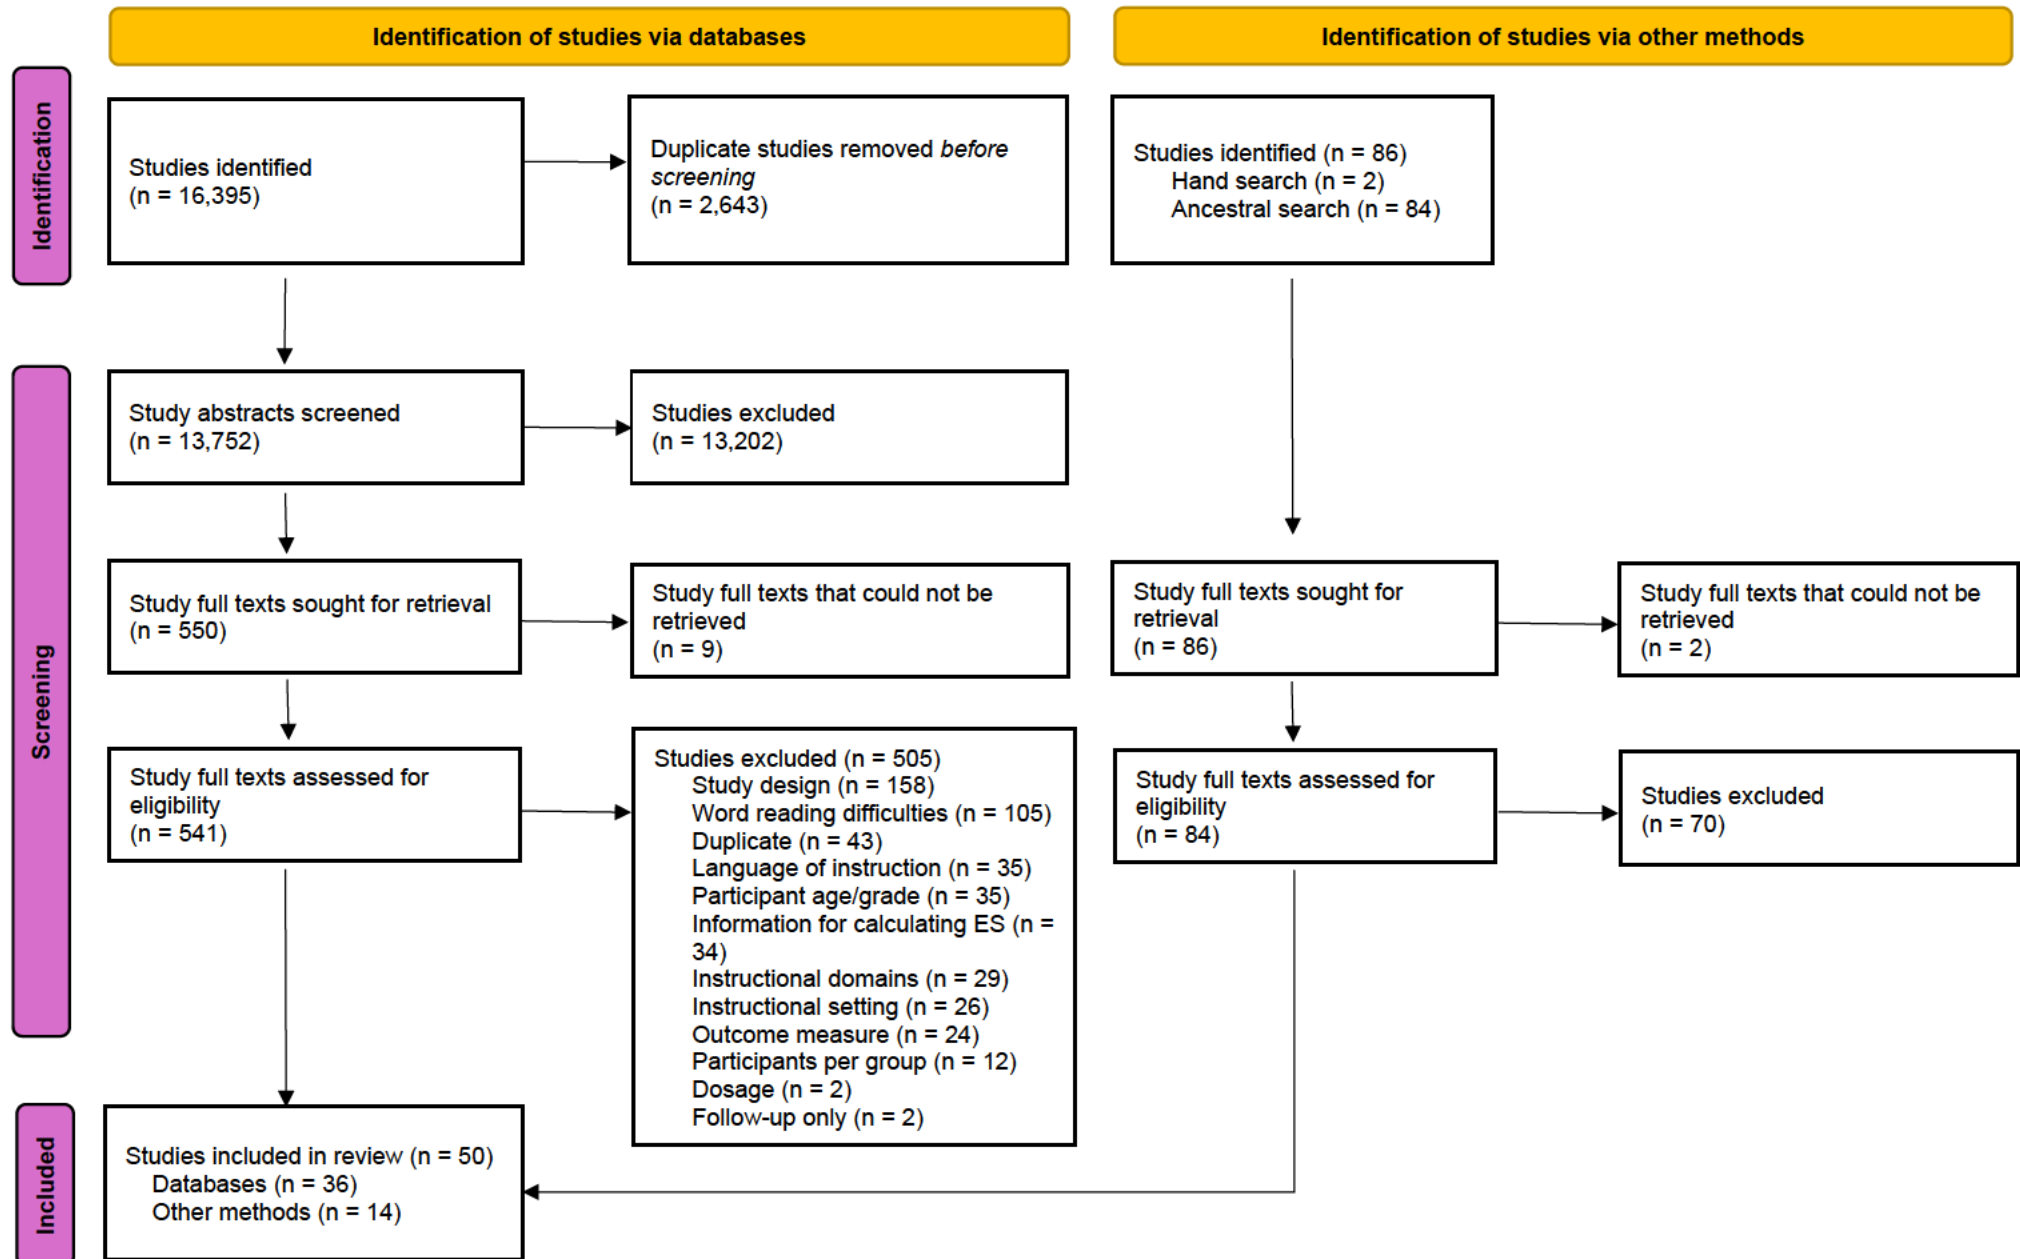 Identification of studies via databases
Identification of studies via other methods
Identification
Studies identified
(n = 16,395)
Duplicate studies removed before
screening
(n = 2,643)
Studies identified (n = 86)
Hand search (n = 2)
Ancestral search (n = 84)
Screening
Study abstracts screened
(n = 13,752)
Studies excluded
(n = 13,202)
Study full texts sought for retrieval
(n = 550)
Study full texts that could not be
retrieved
(n = 9)
Study full texts sought for
retrieval
(n = 86)
Study full texts that could not be
retrieved
(n = 2)
Study full texts assessed for
eligibility
(n = 541)
Studies excluded (n = 505)
Study design (n = 158)
Word reading difficulties (n = 105)
Duplicate (n = 43)
Language of instruction (n = 35)
Participant age/grade (n = 35)
Information for calculating ES (n =
34)
Instructional domains (n = 29)
Instructional setting (n = 26)
Outcome measure (n = 24)
Participants per group (n = 12)
Dosage (n = 2)
Follow-up only (n = 2)
Study full texts assessed for
eligibility
(n = 84)
Studies excluded
(n = 70)
Included
Studies included in review (n = 50)
Databases (n = 36)
Other methods (n = 14)